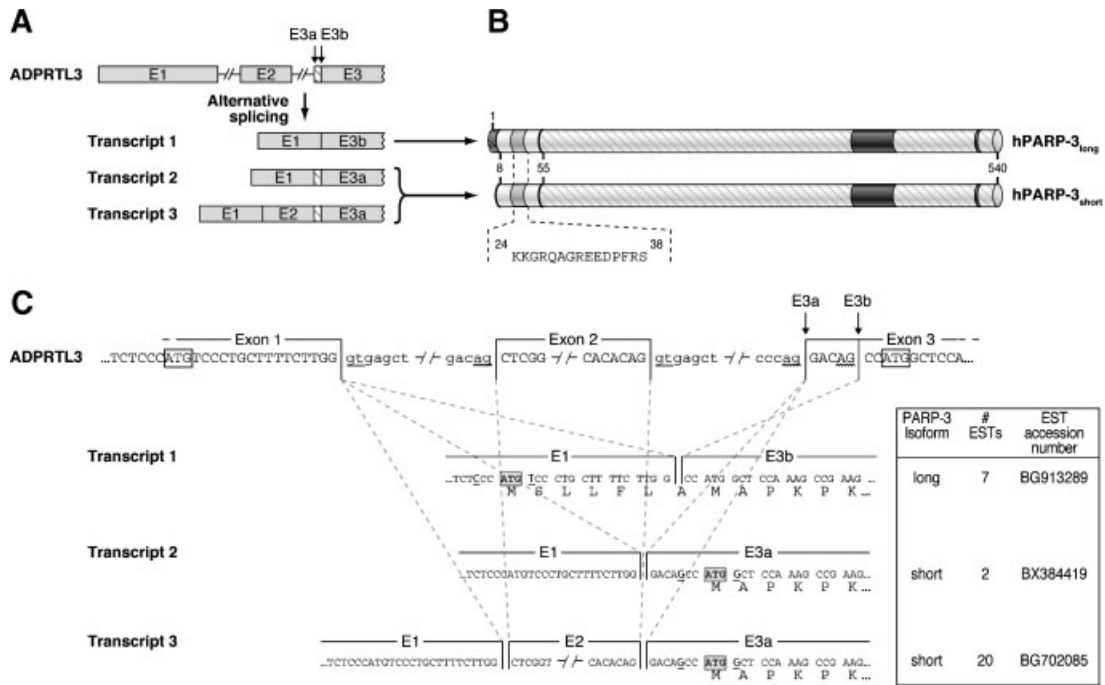 A
B
E3a E3b
ADPRTL3 E1 E2 E3
Alternative splicing
1
Transcript 1 E1 E3b hPARP-3long
8 55 540
Transcript 2 E1 E3a
hPARP-3short
Transcript 3 E1 E2 E3a
24 KKGRQAGREEDPFRS 38
C
E3a E3b
Exon 1 Exon 2 Exon 3
ADPRTL3 ...TCTCCCATGTCCCTGCTTTTCTTGG gtgagct gacag CTCGG CACACAG gtgagct cccag GACAG CCATGGCTCCA...
PARP-3 Isoform # ESTs EST accession number
Transcript 1 E1 E3b
...TCTCCC ATG TCC CTG CTT TTC TTG G CC ATG GCT CCA AAG CCG AAG...
M S L L F L A M A P K P K
long 7 BG913289
Transcript 2 E1 E3a
...TCTCCCATGTCCCTGCTTTTCTTGG GACAGCC ATG GCT CCA AAG CCG AAG...
M A P K P K
short 2 BX384419
Transcript 3 E1 E2 E3a
...TCTCCCATGTCCCTGCTTTTCTTGG CTCGGT CACACAG GACAGCC ATG GCT CCA AAG CCG AAG...
M A P K P K
short 20 BG702085